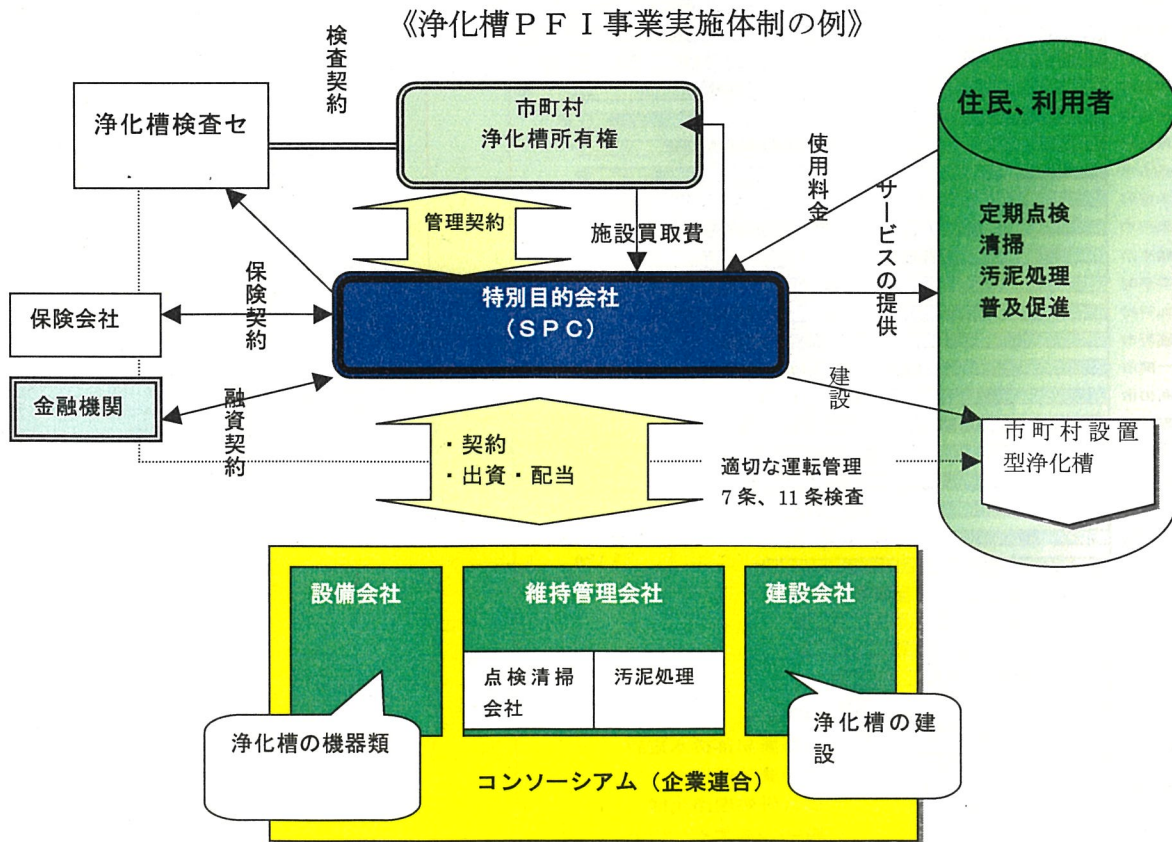 《浄化槽PFI事業実施体制の例》
検査契約
浄化槽検査セ
市町村
浄化槽所有権
住民、利用者
使用料金
サービスの提供
定期点検
清掃
汚泥処理
普及促進
管理契約
施設買取費
保険契約
保険会社
特別目的会社
(SPC)
金融機関
融資契約
建設
市町村設置
型浄化槽
・契約
・出資・配当
適切な運転管理
7条、11条検査
設備会社
維持管理会社
建設会社
点検清掃
会社
汚泥処理
浄化槽の機器類
浄化槽の建
設
コンソーシアム(企業連合)